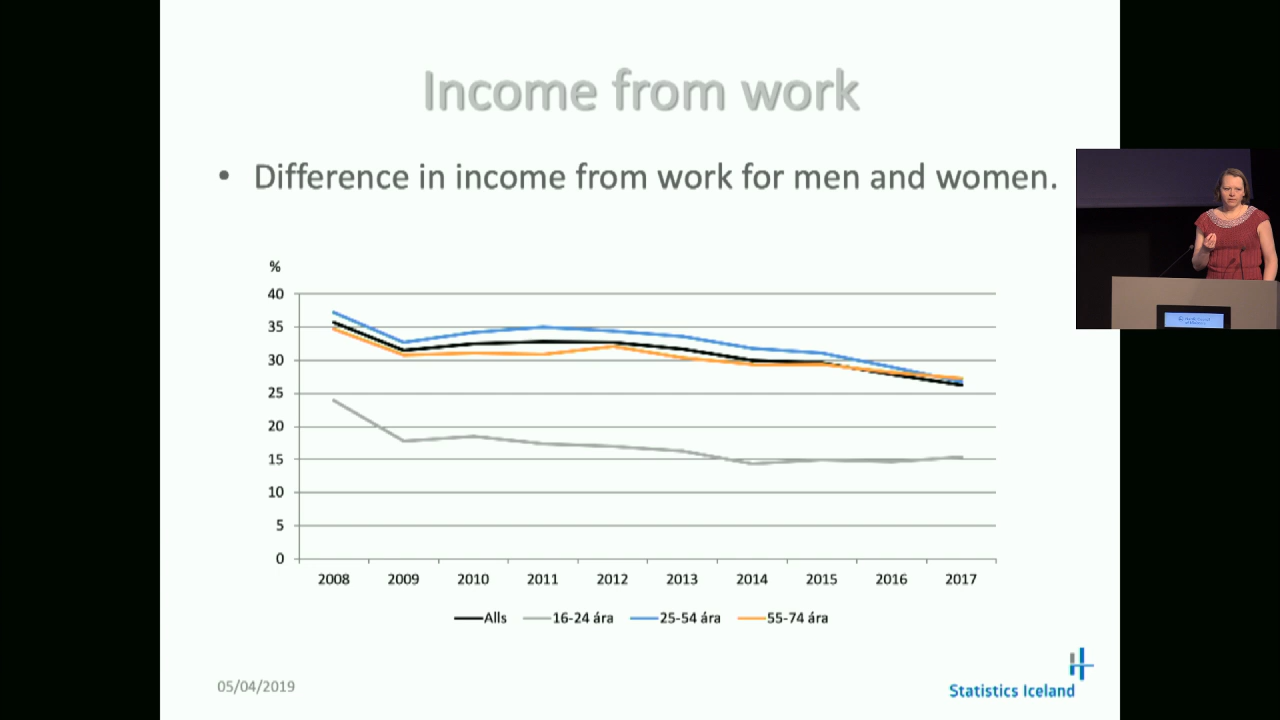 Income from work
• Difference in income from work for men and women.
%
40
35
30
25
20
15
10
5
0
2008 2009 2010 2011 2012 2013 2014 2015 2016 2017
Alls 16-24 ára 25-54 ára 55-74 ára
05/04/2019
Statistics Iceland